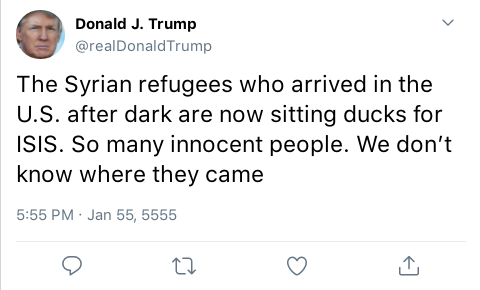 Donald J. Trump
@realDonaldTrump
The Syrian refugees who arrived in the
U.S. after dark are now sitting ducks for
ISIS. So many innocent people. We don’t
know where they came
5:55 PM · Jan 55, 5555